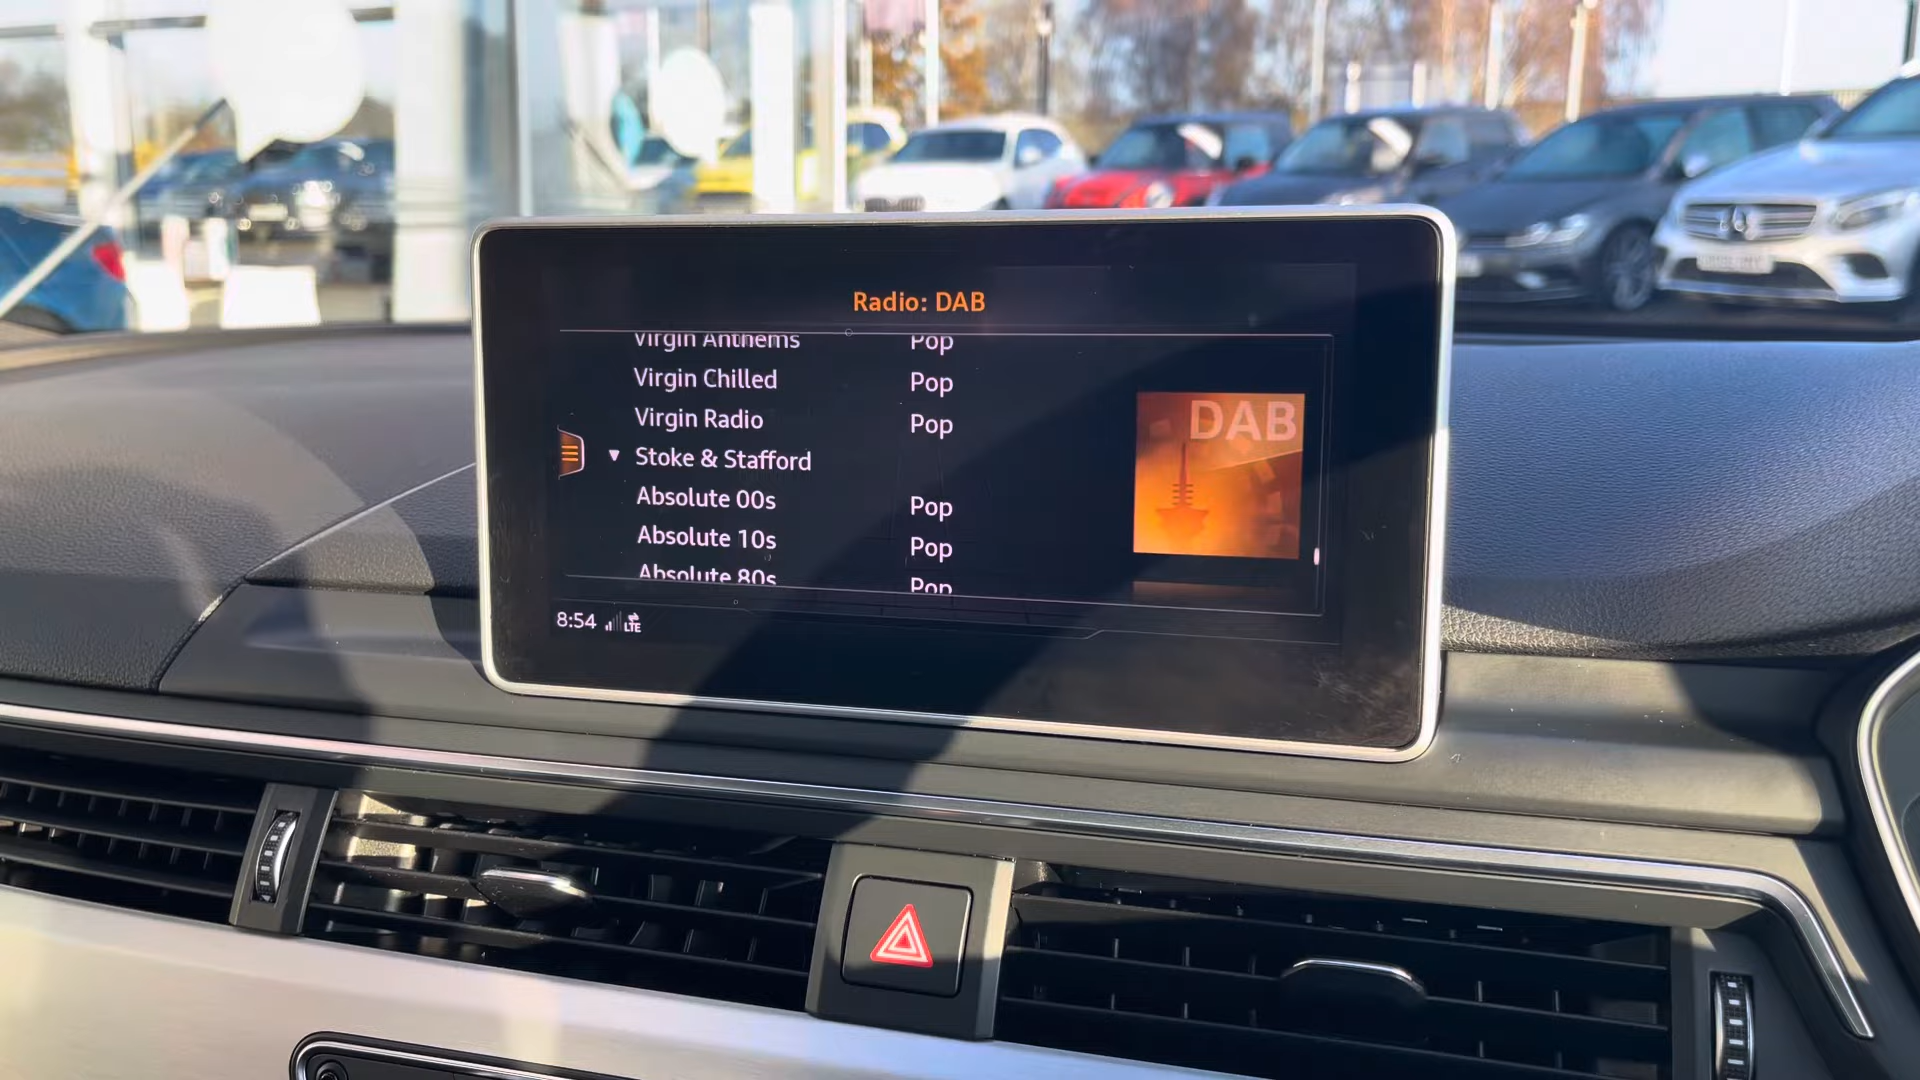 Radio: DAB
Virgin Anthems Pop
Virgin Chilled Pop
Virgin Radio Pop
Stoke & Stafford
Absolute 00s Pop
Absolute 10s Pop
Absolute 80s Pop
DAB
8:54 LTE